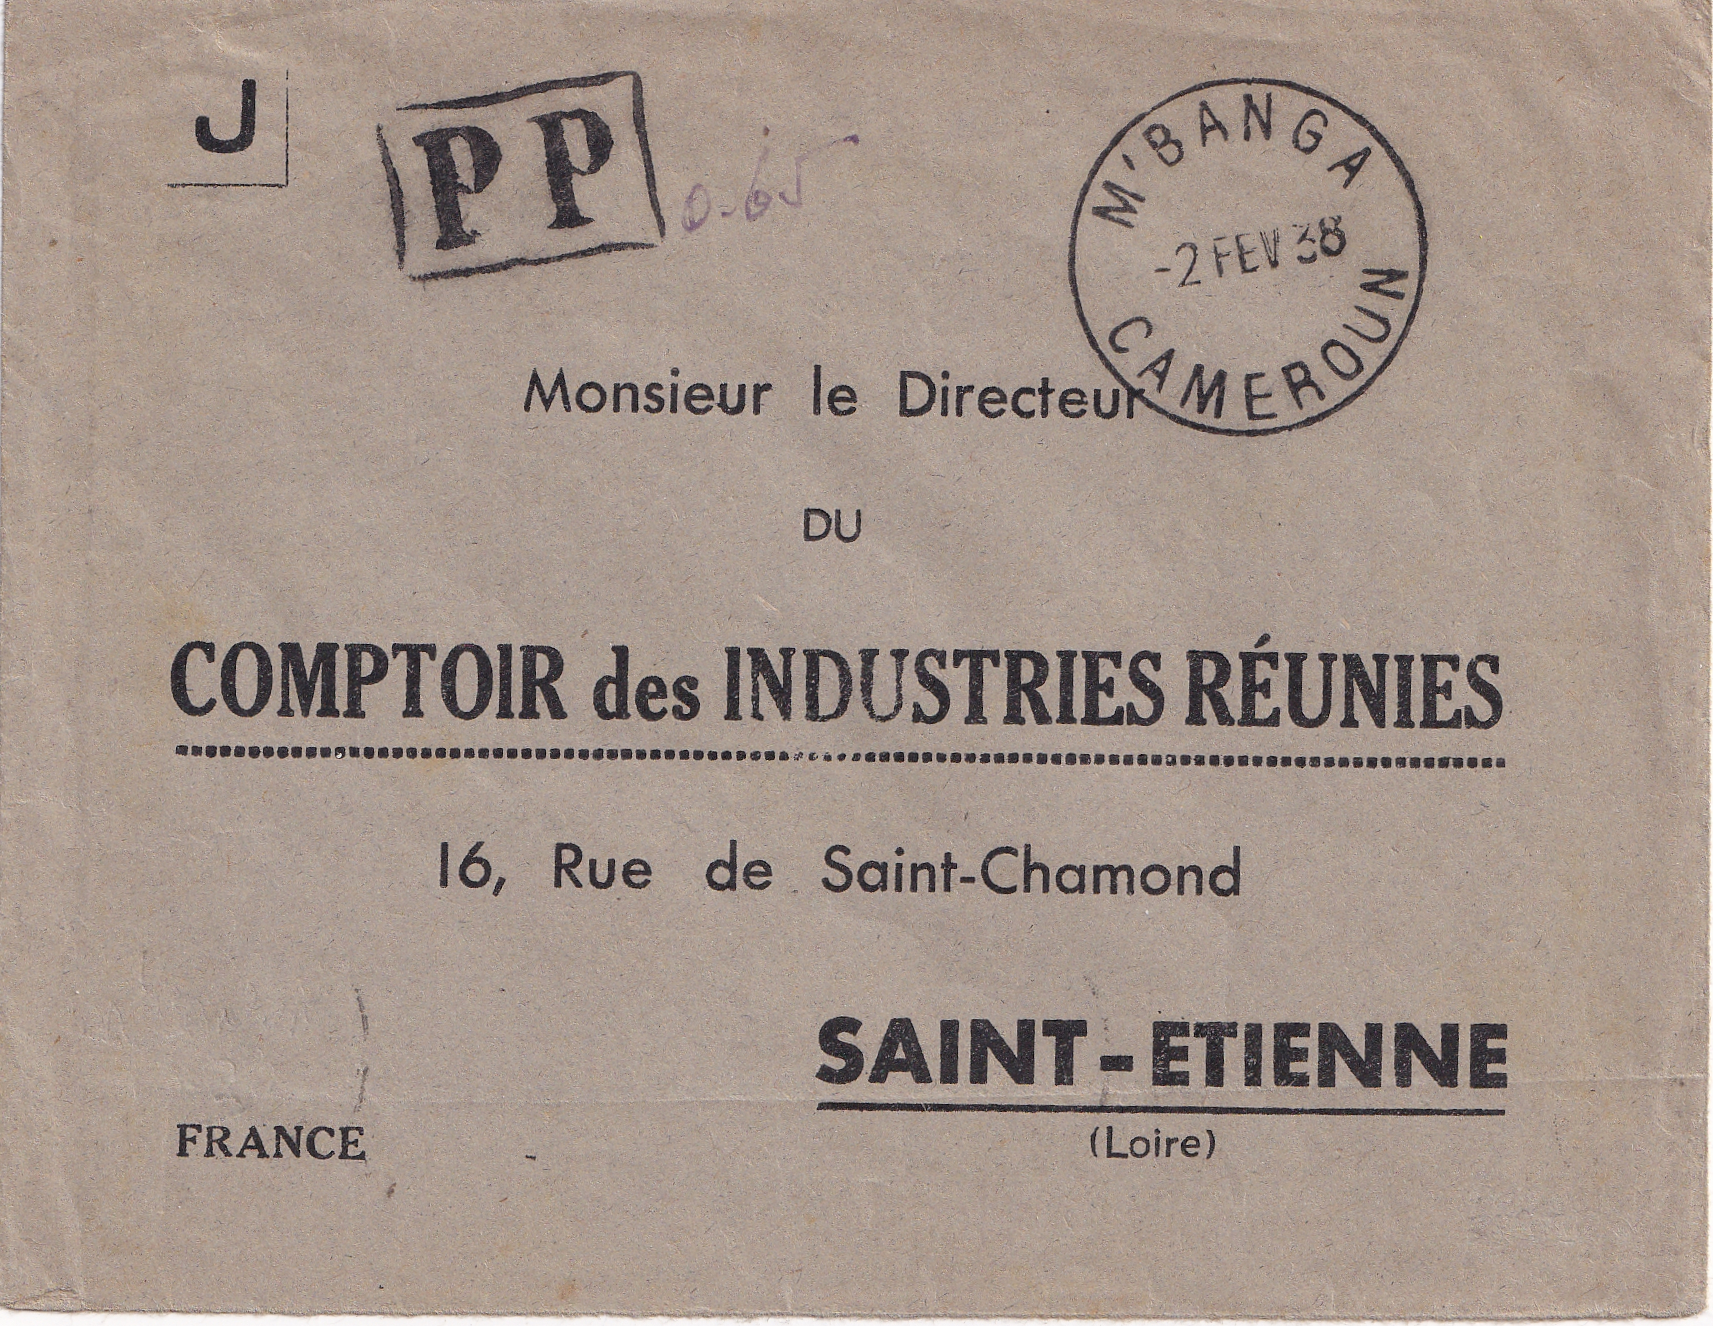 J
PP
0.65
M'BANGA
-2 FEV 38
CAMEROUN
Monsieur le Directeur
DU
COMPTOIR des INDUSTRIES RÉUNIES
16, Rue de Saint-Chamond
SAINT-ETIENNE
(Loire)
FRANCE